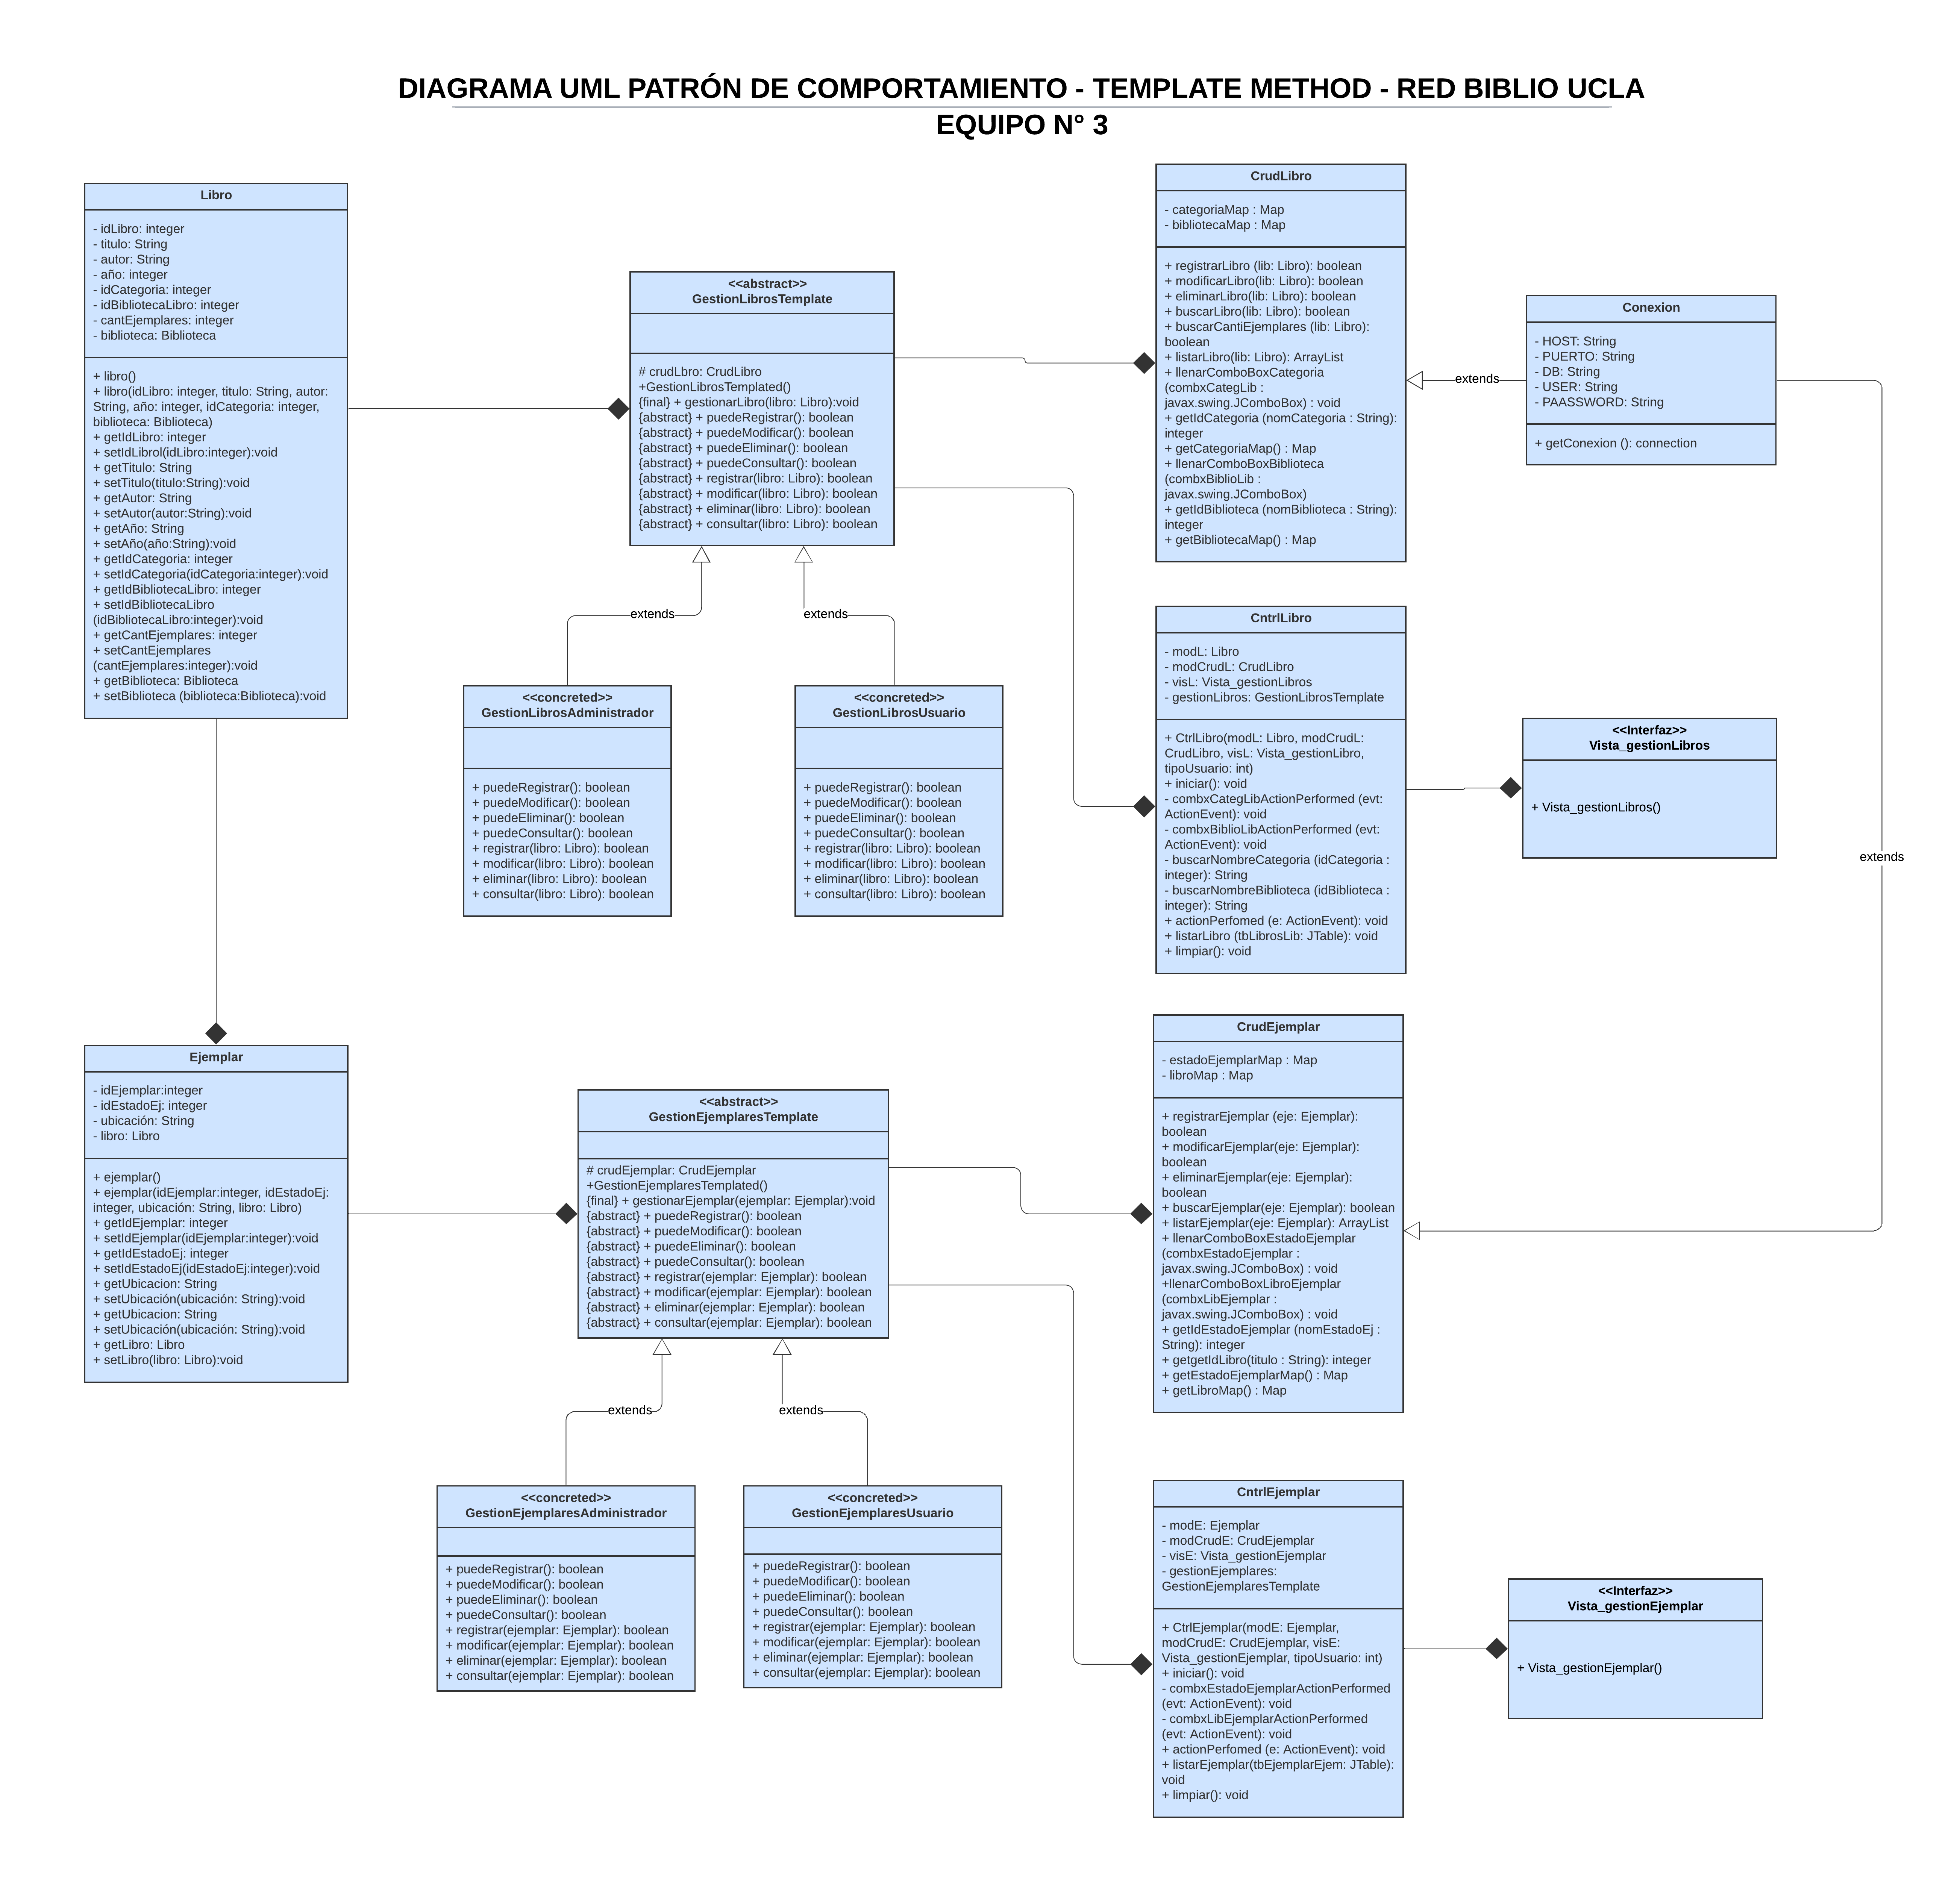 DIAGRAMA UML PATRÓN DE COMPORTAMIENTO - TEMPLATE METHOD - RED BIBLIO UCLA
EQUIPO N° 3
Libro
- idLibro: integer
- titulo: String
- autor: String
- año: integer
- idCategoria: integer
- idBibliotecaLibro: integer
- cantEjemplares: integer
- biblioteca: Biblioteca
+ libro()
+ libro(idLibro: integer, titulo: String, autor:
String, año: integer, idCategoria: integer,
biblioteca: Biblioteca)
+ getIdLibro: integer
+ setIdLibrol(idLibro:integer):void
+ getTitulo: String
+ setTitulo(titulo:String):void
+ getAutor: String
+ setAutor(autor:String):void
+ getAño: String
+ setAño(año:String):void
+ getIdCategoria: integer
+ setIdCategoria(idCategoria:integer):void
+ getIdBibliotecaLibro: integer
+ setIdBibliotecaLibro
(idBibliotecaLibro:integer):void
+ getCantEjemplares: integer
+ setCantEjemplares
(cantEjemplares:integer):void
+ getBiblioteca: Biblioteca
+ setBiblioteca (biblioteca:Biblioteca):void
<<abstract>>
GestionLibrosTemplate
# crudLbro: CrudLibro
+GestionLibrosTemplated()
{final} + gestionarLibro(libro: Libro):void
{abstract} + puedeRegistrar(): boolean
{abstract} + puedeModificar(): boolean
{abstract} + puedeEliminar(): boolean
{abstract} + puedeConsultar(): boolean
{abstract} + registrar(libro: Libro): boolean
{abstract} + modificar(libro: Libro): boolean
{abstract} + eliminar(libro: Libro): boolean
{abstract} + consultar(libro: Libro): boolean
extends
extends
<<concreted>>
GestionLibrosAdministrador
+ puedeRegistrar(): boolean
+ puedeModificar(): boolean
+ puedeEliminar(): boolean
+ puedeConsultar(): boolean
+ registrar(libro: Libro): boolean
+ modificar(libro: Libro): boolean
+ eliminar(libro: Libro): boolean
+ consultar(libro: Libro): boolean
<<concreted>>
GestionLibrosUsuario
+ puedeRegistrar(): boolean
+ puedeModificar(): boolean
+ puedeEliminar(): boolean
+ puedeConsultar(): boolean
+ registrar(libro: Libro): boolean
+ modificar(libro: Libro): boolean
+ eliminar(libro: Libro): boolean
+ consultar(libro: Libro): boolean
CrudLibro
- categoriaMap : Map
- bibliotecaMap : Map
+ registrarLibro (lib: Libro): boolean
+ modificarLibro(lib: Libro): boolean
+ eliminarLibro(lib: Libro): boolean
+ buscarLibro(lib: Libro): boolean
+ buscarCantiEjemplares (lib: Libro):
boolean
+ listarLibro(lib: Libro): ArrayList
+ llenarComboBoxCategoria
(combxCategLib :
javax.swing.JComboBox) : void
+ getIdCategoria (nomCategoria : String):
integer
+ getCategoriaMap() : Map
+ llenarComboBoxBiblioteca
(combxBiblioLib :
javax.swing.JComboBox)
+ getIdBiblioteca (nomBiblioteca : String):
integer
+ getBibliotecaMap() : Map
extends
Conexion
- HOST: String
- PUERTO: String
- DB: String
- USER: String
- PAASSWORD: String
+ getConexion (): connection
extends
CntrlLibro
- modL: Libro
- modCrudL: CrudLibro
- visL: Vista_gestionLibros
- gestionLibros: GestionLibrosTemplate
+ CtrlLibro(modL: Libro, modCrudL:
CrudLibro, visL: Vista_gestionLibro,
tipoUsuario: int)
+ iniciar(): void
- combxCategLibActionPerformed (evt:
ActionEvent): void
- combxBiblioLibActionPerformed (evt:
ActionEvent): void
- buscarNombreCategoria (idCategoria :
integer): String
- buscarNombreBiblioteca (idBiblioteca :
integer): String
+ actionPerfomed (e: ActionEvent): void
+ listarLibro (tbLibrosLib: JTable): void
+ limpiar(): void
<<Interfaz>>
Vista_gestionLibros
+ Vista_gestionLibros()
Ejemplar
- idEjemplar:integer
- idEstadoEj: integer
- ubicación: String
- libro: Libro
+ ejemplar()
+ ejemplar(idEjemplar:integer, idEstadoEj:
integer, ubicación: String, libro: Libro)
+ getIdEjemplar: integer
+ setIdEjemplar(idEjemplar:integer):void
+ getIdEstadoEj: integer
+ setIdEstadoEj(idEstadoEj:integer):void
+ getUbicacion: String
+ setUbicación(ubicación: String):void
+ getUbicacion: String
+ setUbicación(ubicación: String):void
+ getLibro: Libro
+ setLibro(libro: Libro):void
<<abstract>>
GestionEjemplaresTemplate
# crudEjemplar: CrudEjemplar
+GestionEjemplaresTemplated()
{final} + gestionarEjemplar(ejemplar: Ejemplar):void
{abstract} + puedeRegistrar(): boolean
{abstract} + puedeModificar(): boolean
{abstract} + puedeEliminar(): boolean
{abstract} + puedeConsultar(): boolean
{abstract} + registrar(ejemplar: Ejemplar): boolean
{abstract} + modificar(ejemplar: Ejemplar): boolean
{abstract} + eliminar(ejemplar: Ejemplar): boolean
{abstract} + consultar(ejemplar: Ejemplar): boolean
extends
extends
<<concreted>>
GestionEjemplaresAdministrador
+ puedeRegistrar(): boolean
+ puedeModificar(): boolean
+ puedeEliminar(): boolean
+ puedeConsultar(): boolean
+ registrar(ejemplar: Ejemplar): boolean
+ modificar(ejemplar: Ejemplar): boolean
+ eliminar(ejemplar: Ejemplar): boolean
+ consultar(ejemplar: Ejemplar): boolean
<<concreted>>
GestionEjemplaresUsuario
+ puedeRegistrar(): boolean
+ puedeModificar(): boolean
+ puedeEliminar(): boolean
+ puedeConsultar(): boolean
+ registrar(ejemplar: Ejemplar): boolean
+ modificar(ejemplar: Ejemplar): boolean
+ eliminar(ejemplar: Ejemplar): boolean
+ consultar(ejemplar: Ejemplar): boolean
CrudEjemplar
- estadoEjemplarMap : Map
- libroMap : Map
+ registrarEjemplar (eje: Ejemplar):
boolean
+ modificarEjemplar(eje: Ejemplar):
boolean
+ eliminarEjemplar(eje: Ejemplar):
boolean
+ buscarEjemplar(eje: Ejemplar): boolean
+ listarEjemplar(eje: Ejemplar): ArrayList
+ llenarComboBoxEstadoEjemplar
(combxEstadoEjemplar :
javax.swing.JComboBox) : void
+llenarComboBoxLibroEjemplar
(combxLibEjemplar :
javax.swing.JComboBox) : void
+ getIdEstadoEjemplar (nomEstadoEj :
String): integer
+ getgetIdLibro(titulo : String): integer
+ getEstadoEjemplarMap() : Map
+ getLibroMap() : Map
CntrlEjemplar
- modE: Ejemplar
- modCrudE: CrudEjemplar
- visE: Vista_gestionEjemplar
- gestionEjemplares:
GestionEjemplaresTemplate
+ CtrlEjemplar(modE: Ejemplar,
modCrudE: CrudEjemplar, visE:
Vista_gestionEjemplar, tipoUsuario: int)
+ iniciar(): void
- combxEstadoEjemplarActionPerformed
(evt: ActionEvent): void
- combxLibEjemplarActionPerformed
(evt: ActionEvent): void
+ actionPerfomed (e: ActionEvent): void
+ listarEjemplar(tbEjemplarEjem: JTable):
void
+ limpiar(): void
<<Interfaz>>
Vista_gestionEjemplar
+ Vista_gestionEjemplar()